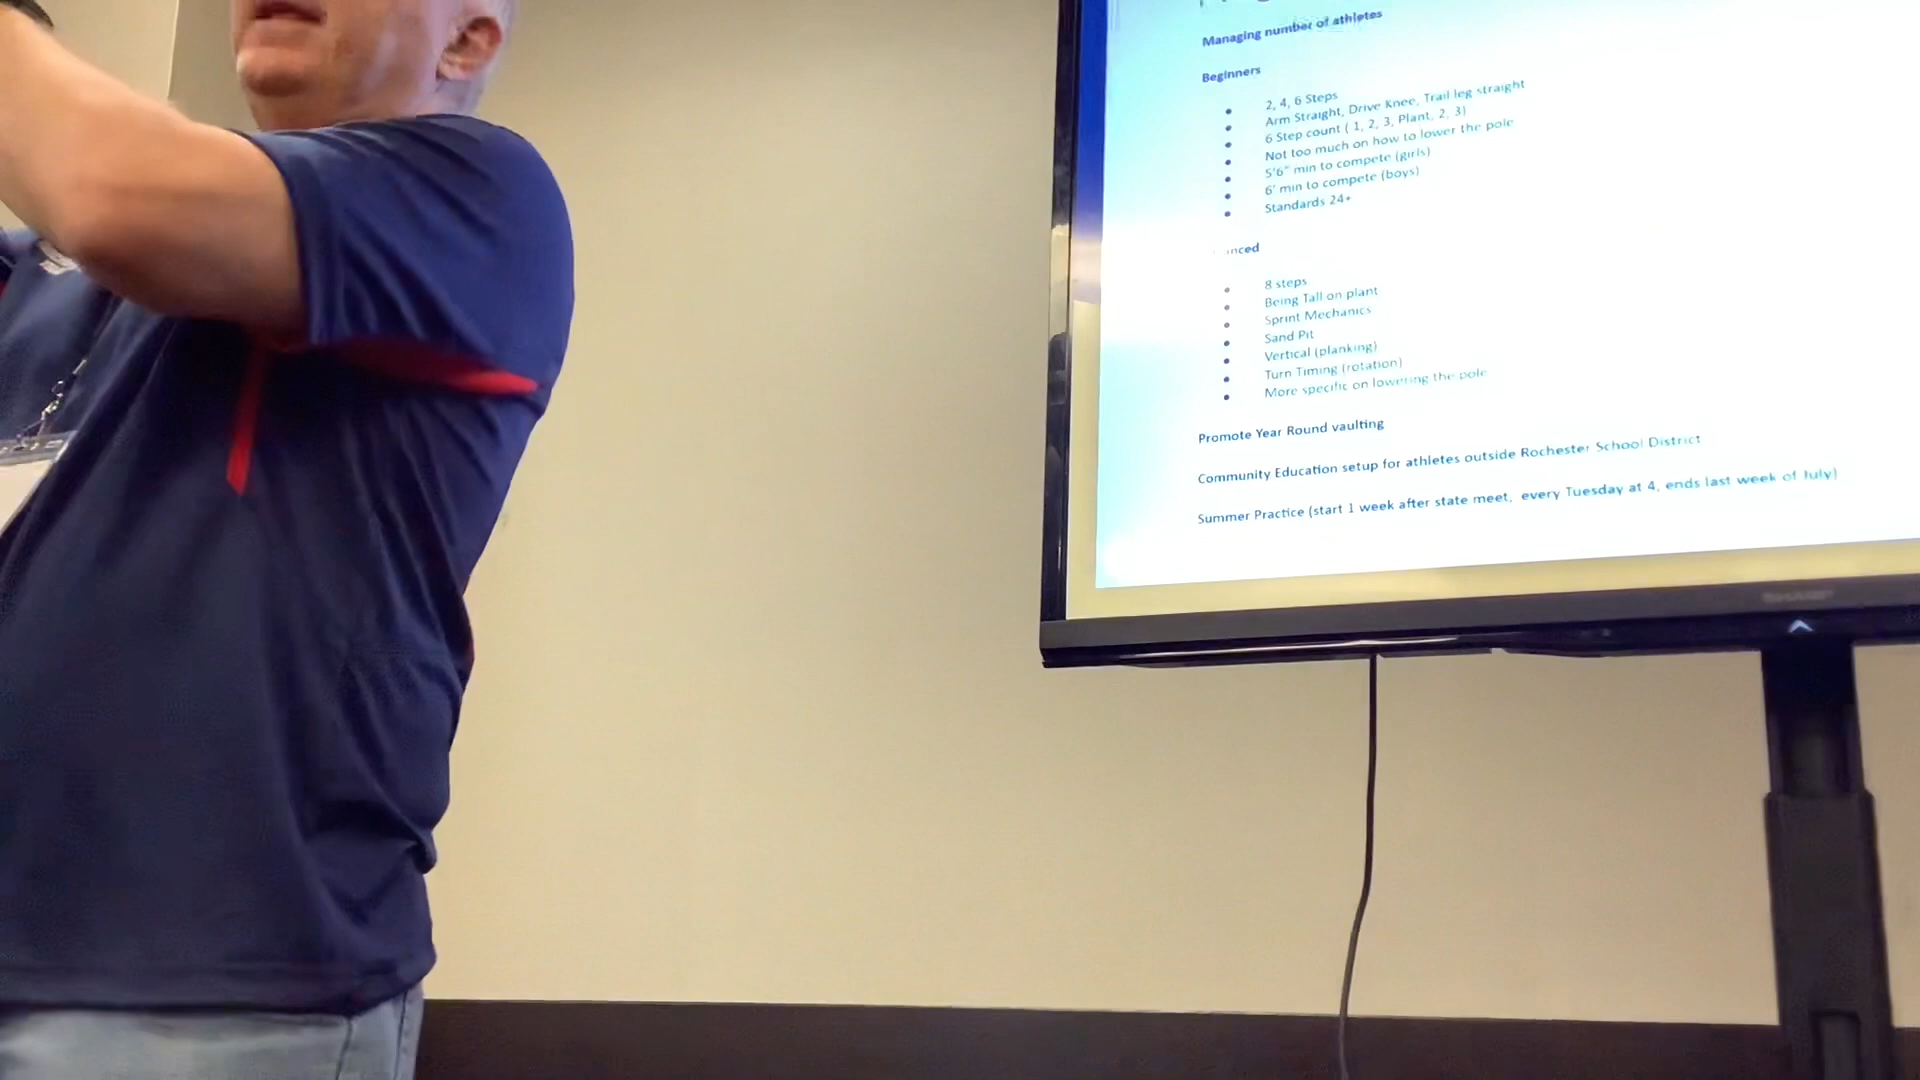 Managing number of athletes
Beginners
2, 4, 6 Steps
Arm Straight, Drive Knee, Trail leg straight
6 Step count ( 1, 2, 3, Plant, 2, 3)
Not too much on how to lower the pole
5'6" min to compete (girls)
6' min to compete (boys)
Standards 24+
nced
8 steps
Being Tall on plant
Sprint Mechanics
Sand Pit
Vertical (planking)
Turn Timing (rotation)
More specific on lowering the pole
Promote Year Round vaulting
Community Education setup for athletes outside Rochester School District
Summer Practice (start 1 week after state meet, every Tuesday at 4, ends last week of July)
SHARP